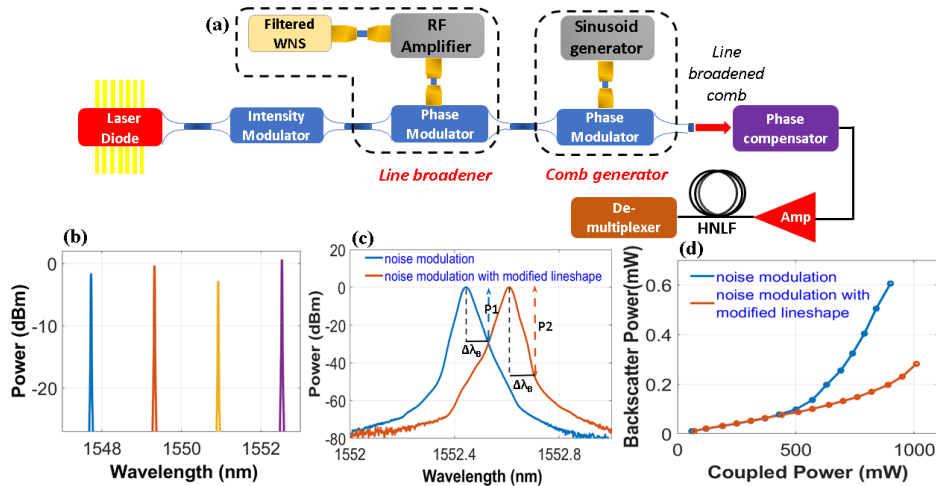 (a)
Filtered
WNS
RF
Amplifier
Sinusoid
generator
Line
broadened
comb
Laser
Diode
Intensity
Modulator
Phase
Modulator
Phase
Modulator
Phase
compensator
Line broadener
Comb generator
De-
multiplexer
HNLF
Amp
(b)
0
-10
-20
Power (dBm)
1548
1550
1552
Wavelength (nm)
(c)
20
0
-20
-40
-60
-80
Power (dBm)
noise modulation
noise modulation with modified lineshape
P1
P2
ΔλB
ΔλB
1552
1552.4
1552.8
Wavelength (nm)
(d)
0.6
0.4
0.2
0
Backscatter Power(mW)
noise modulation
noise modulation with
modified lineshape
0
500
1000
Coupled Power (mW)